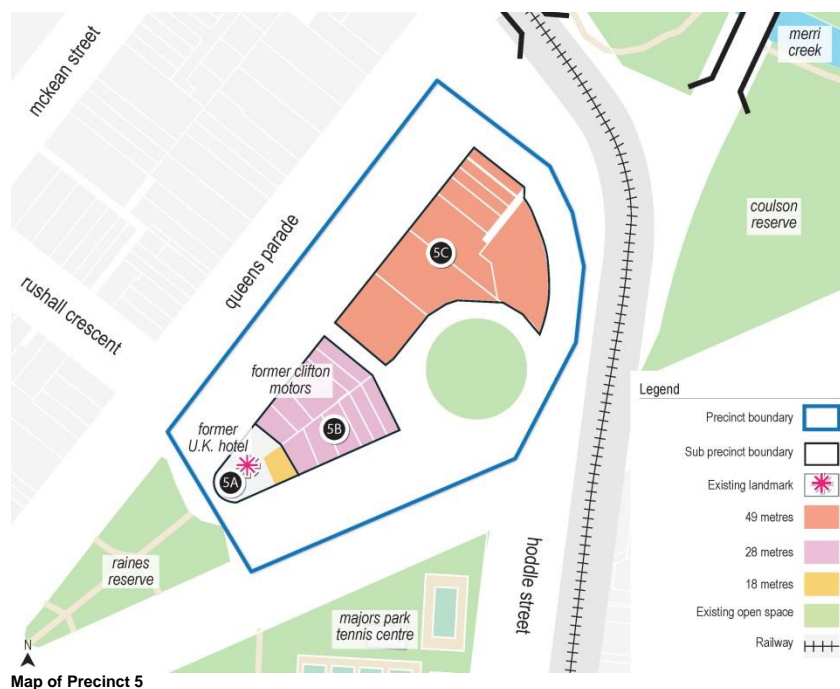 mckean street
merri
creek
coulson
reserve
queens parade
5C
rushall crescent
former clifton
motors
former
U.K. hotel
5B
5A
raines
reserve
hoddle street
majors park
tennis centre
N
Legend
Precinct boundary
Sub precinct boundary
Existing landmark
49 metres
28 metres
18 metres
Existing open space
Railway
Map of Precinct 5